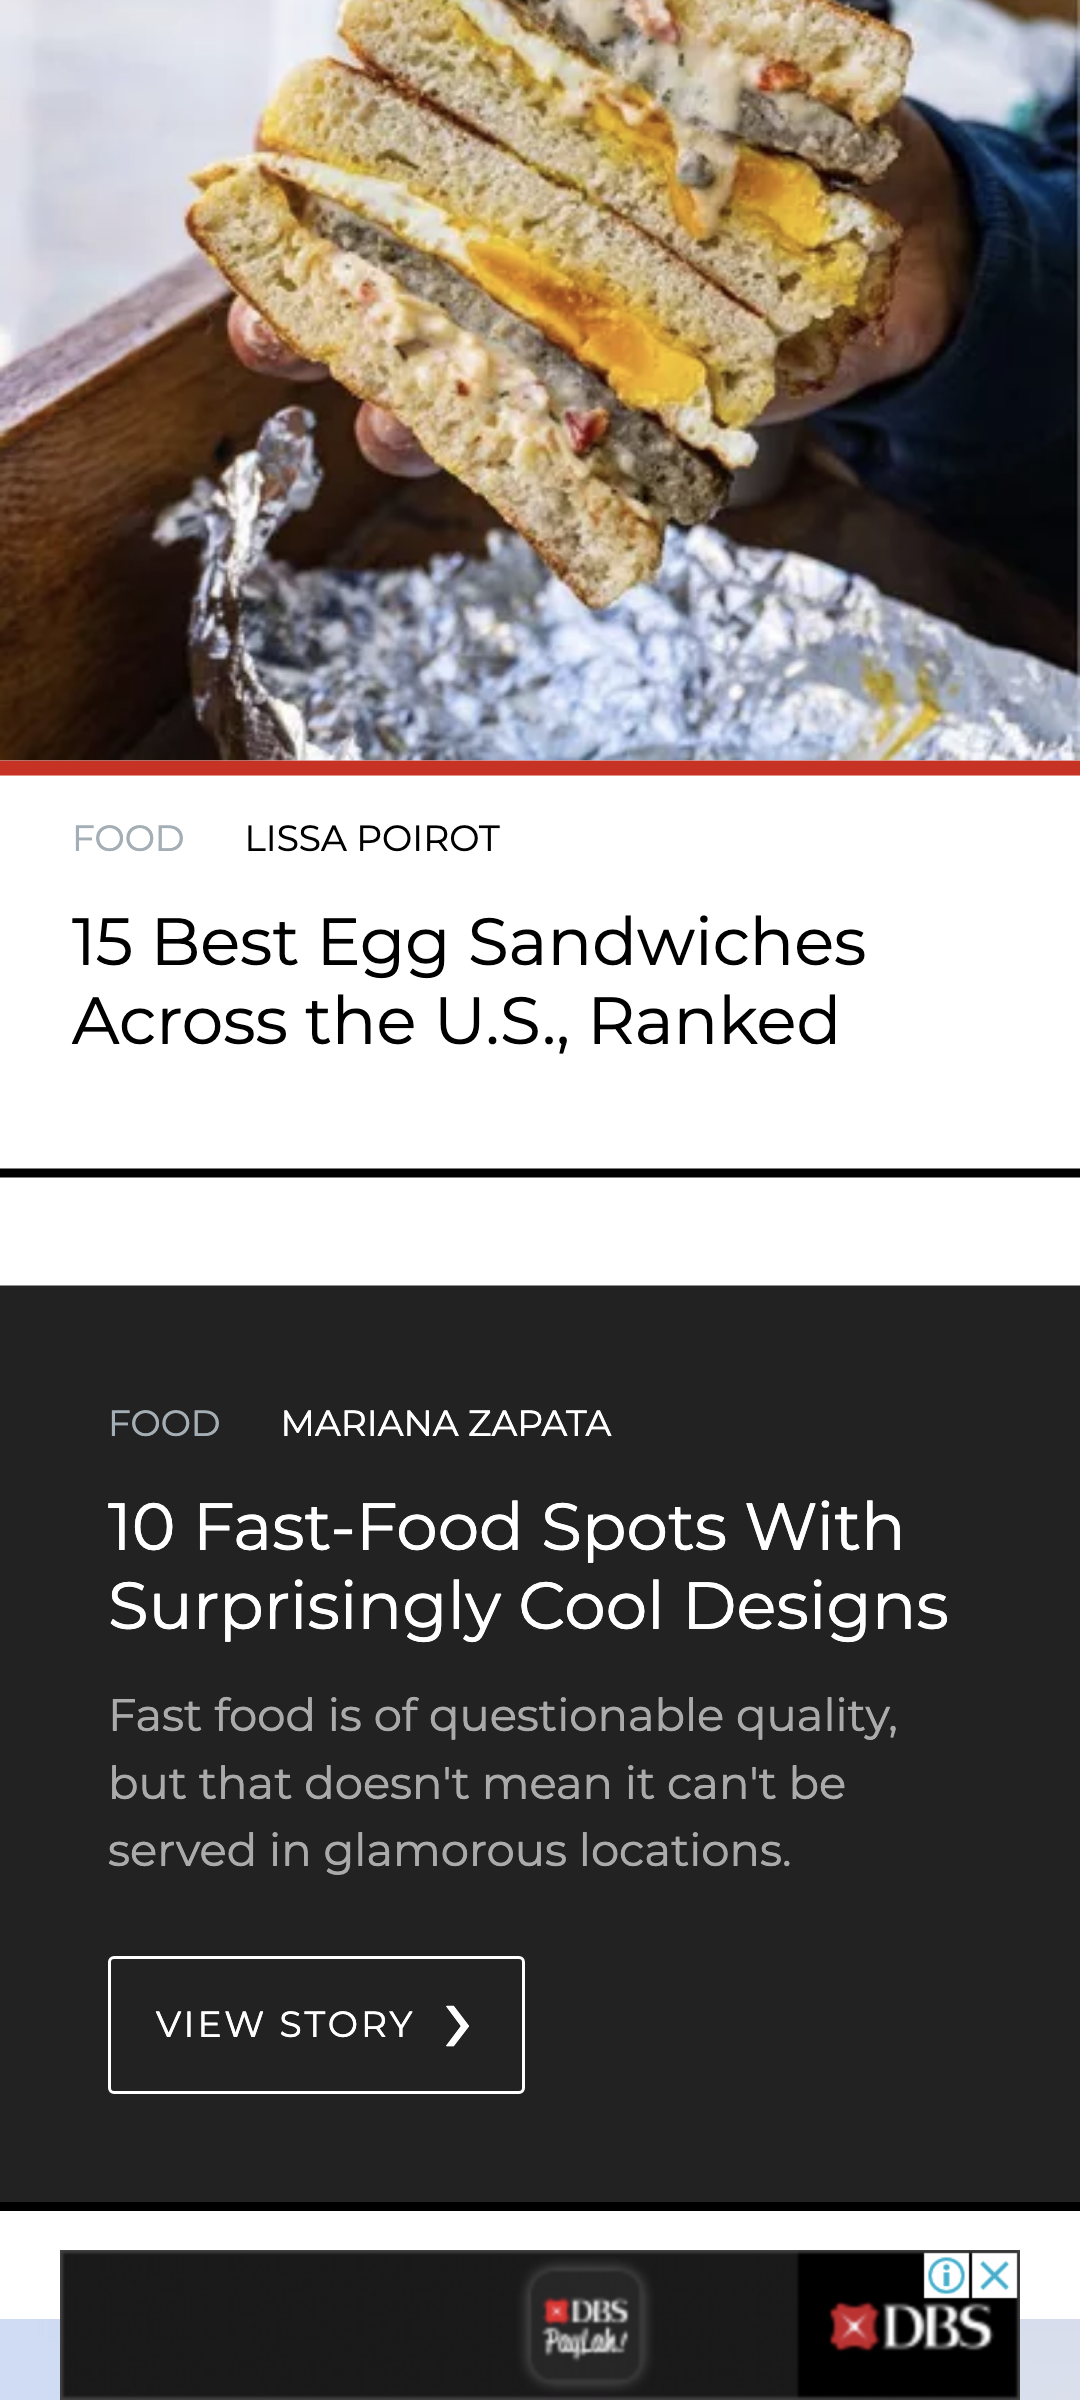 FOOD LISSA POIROT
15 Best Egg Sandwiches
Across the U.S., Ranked
FOOD MARIANA ZAPATA
10 Fast-Food Spots With
Surprisingly Cool Designs
Fast food is of questionable quality,
but that doesn't mean it can't be
served in glamorous locations.
VIEW STORY
DBS
PayLah!
DBS